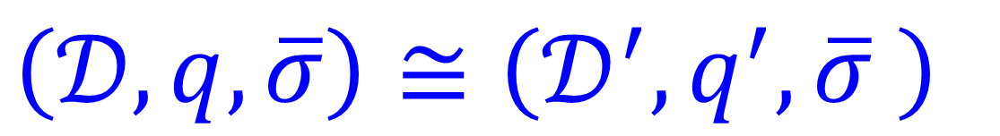 (𝒟, q, σ̄) ≅ (𝒟′, q′, σ̄ )